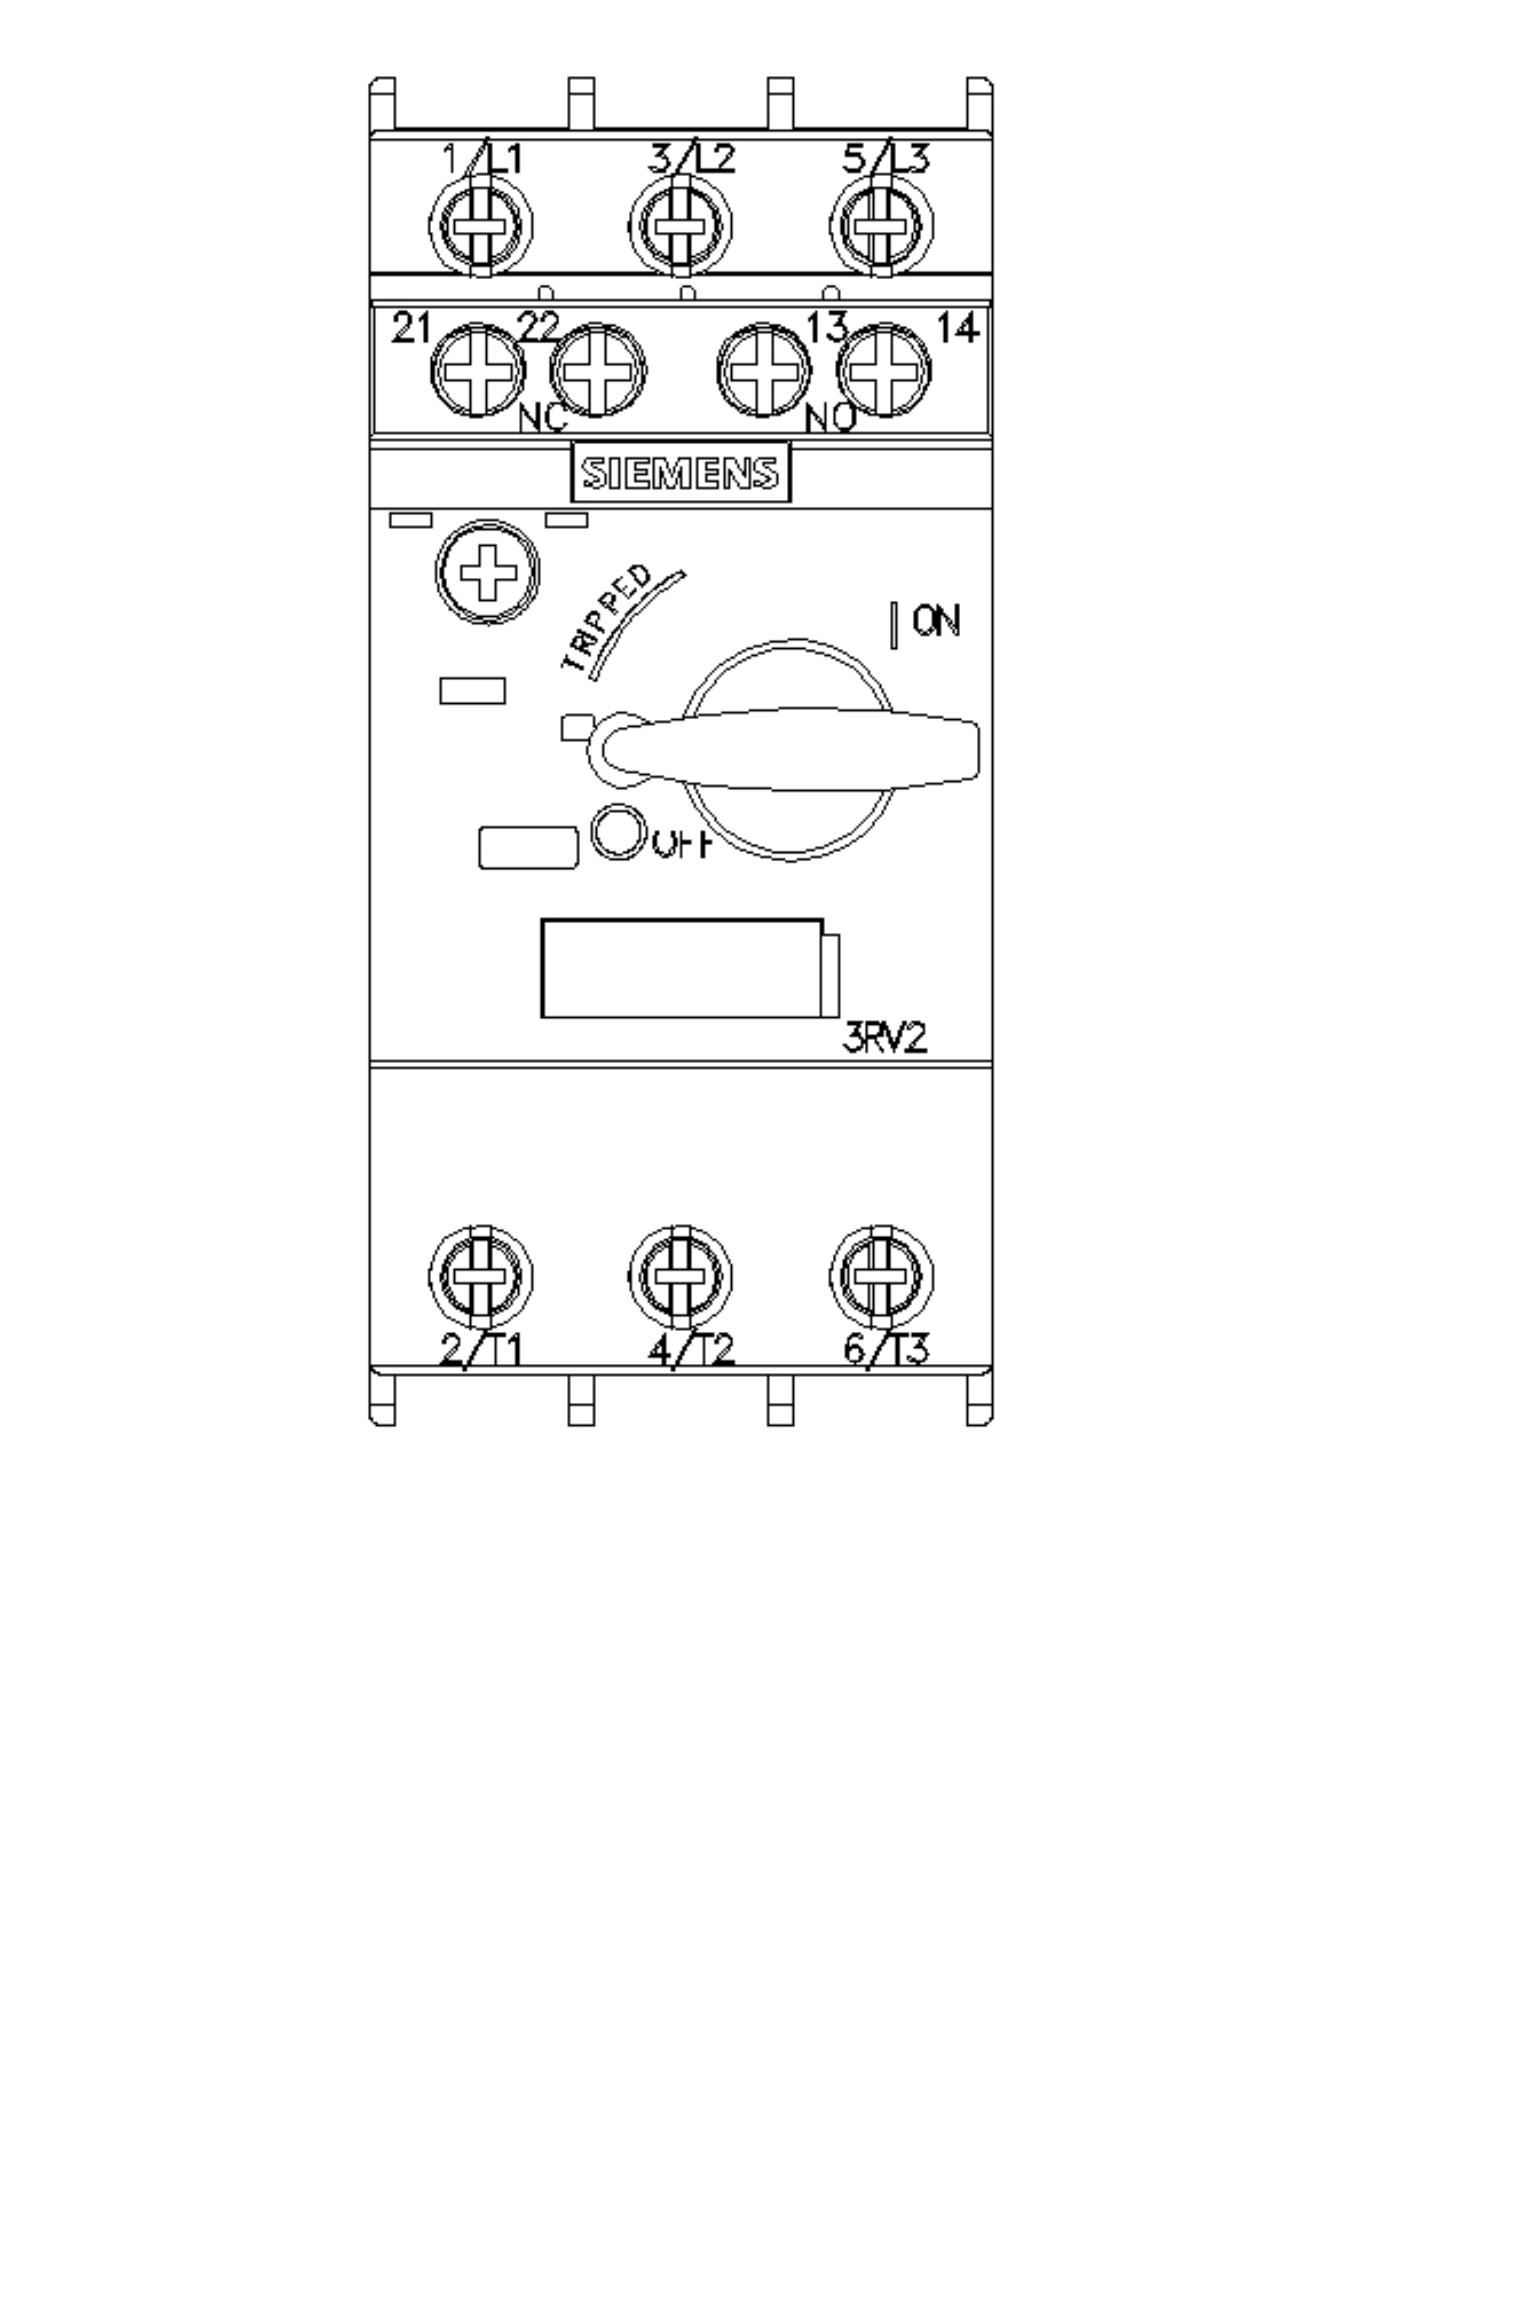 1/L1 3/L2 5/L3
21 22 13 14
NC NO
SIEMENS
TRIPPED
ON
OFF
3RV2
2/T1 4/T2 6/T3